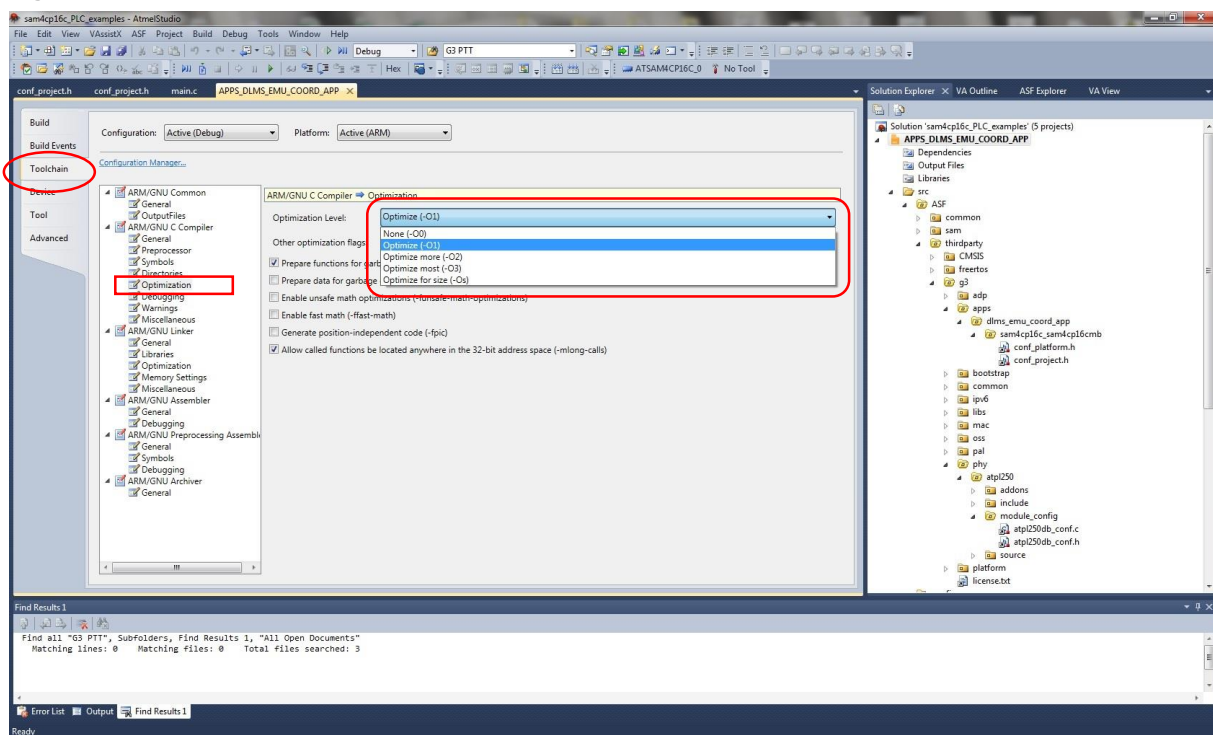 sam4cp16c_PLC_examples - AtmelStudio
File Edit View VAssistX ASF Project Build Debug Tools Window Help
Debug G3 PTT
Hex ATSAM4CP16C_0 No Tool
conf_project.h conf_project.h main.c APPS_DLMS_EMU_COORD_APP
Build
Build Events
Toolchain
Device
Tool
Advanced
Configuration: Active (Debug) Platform: Active (ARM)
Configuration Manager...
ARM/GNU Common
General
OutputFiles
ARM/GNU C Compiler
General
Preprocessor
Symbols
Directories
Optimization
Debugging
Warnings
Miscellaneous
ARM/GNU Linker
General
Libraries
Optimization
Memory Settings
Miscellaneous
ARM/GNU Assembler
General
Debugging
ARM/GNU Preprocessing Assembl
General
Symbols
Debugging
ARM/GNU Archiver
General
ARM/GNU C Compiler Optimization
Optimization Level: Optimize (-O1)
None (-O0)
Optimize (-O1)
Optimize more (-O2)
Optimize most (-O3)
Optimize for size (-Os)
Other optimization flags
Prepare functions for garb
Prepare data for garbage
Enable unsafe math optimizations (-funsafe-math-optimizations)
Enable fast math (-ffast-math)
Generate position-independent code (-fpic)
Allow called functions be located anywhere in the 32-bit address space (-mlong-calls)
Solution Explorer VA Outline ASF Explorer VA View
Solution 'sam4cp16c_PLC_examples' (5 projects)
APPS_DLMS_EMU_COORD_APP
Dependencies
Output Files
Libraries
src
ASF
common
sam
thirdparty
CMSIS
freertos
g3
adp
apps
dlms_emu_coord_app
sam4cp16c_sam4cp16cmb
conf_platform.h
conf_project.h
bootstrap
common
ipv6
libs
mac
oss
pal
phy
atpl250
addons
include
module_config
atpl250db_conf.c
atpl250db_conf.h
source
platform
license.txt
Find Results 1
Find all "G3 PTT", Subfolders, Find Results 1, "All Open Documents"
Matching lines: 0 Matching files: 0 Total files searched: 3
Error List Output Find Results 1
Ready